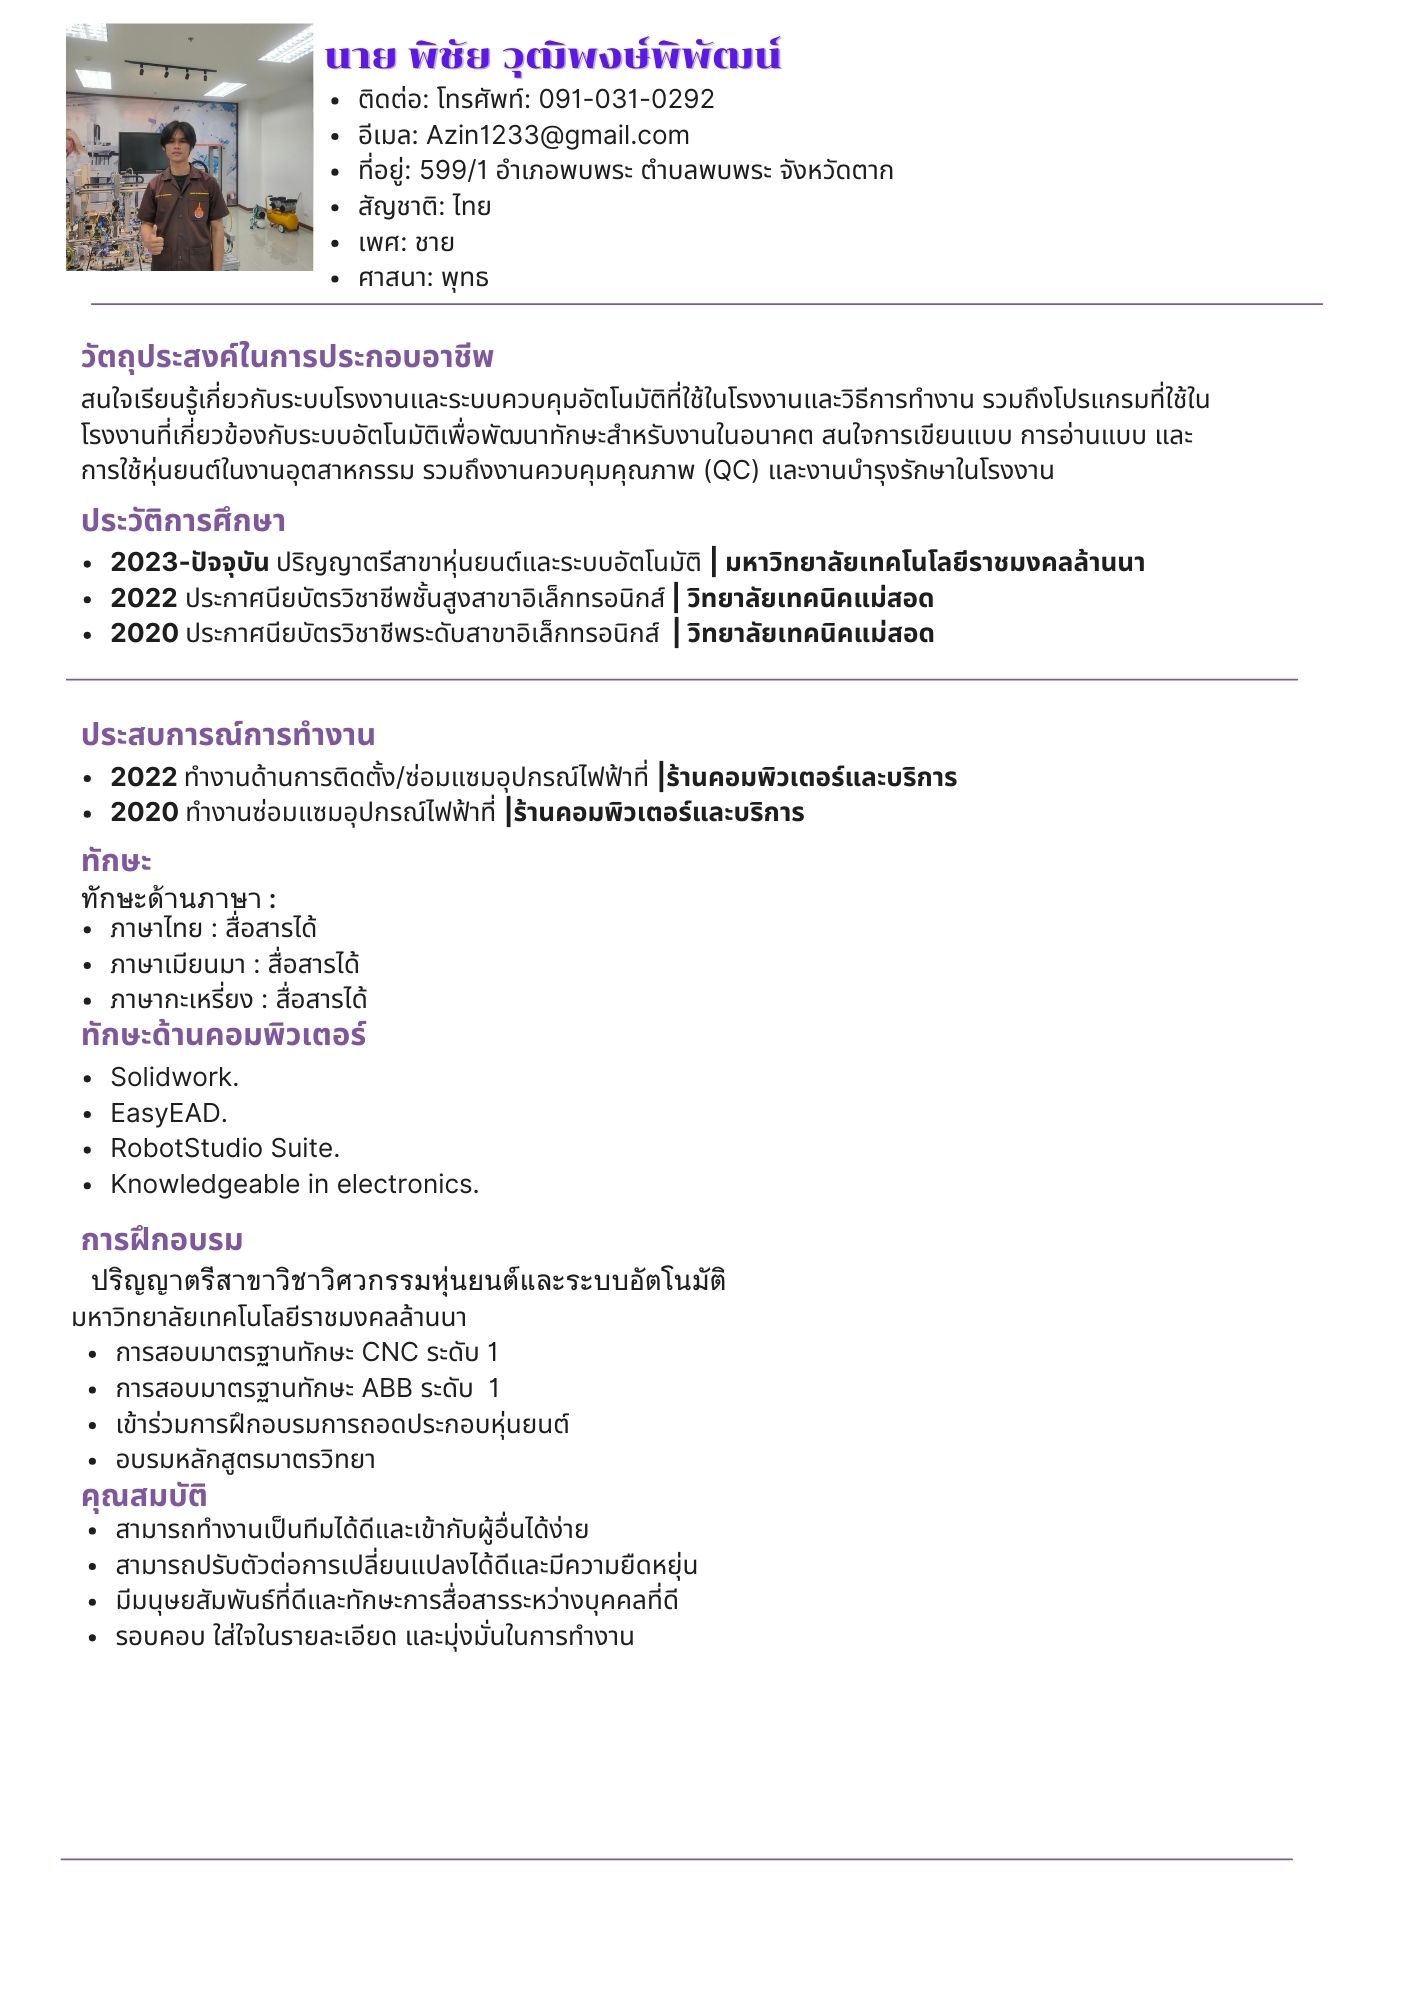 นาย พิชัย วุฒิพงษ์พิพัฒน์
• ติดต่อ: โทรศัพท์: 091-031-0292
• อีเมล: Azin1233@gmail.com
• ที่อยู่: 599/1 อำเภอพบพระ ตำบลพบพระ จังหวัดตาก
• สัญชาติ: ไทย
• เพศ: ชาย
• ศาสนา: พุทธ
วัตถุประสงค์ในการประกอบอาชีพ
สนใจเรียนรู้เกี่ยวกับระบบโรงงานและระบบควบคุมอัตโนมัติที่ใช้ในโรงงานและวิธีการทำงาน รวมถึงโปรแกรมที่ใช้ใน
โรงงานที่เกี่ยวข้องกับระบบอัตโนมัติเพื่อพัฒนาทักษะสำหรับงานในอนาคต สนใจการเขียนแบบ การอ่านแบบ และ
การใช้หุ่นยนต์ในงานอุตสาหกรรม รวมถึงงานควบคุมคุณภาพ (QC) และงานบำรุงรักษาในโรงงาน
ประวัติการศึกษา
• 2023-ปัจจุบัน ปริญญาตรีสาขาหุ่นยนต์และระบบอัตโนมัติ | มหาวิทยาลัยเทคโนโลยีราชมงคลล้านนา
• 2022 ประกาศนียบัตรวิชาชีพชั้นสูงสาขาอิเล็กทรอนิกส์ | วิทยาลัยเทคนิคแม่สอด
• 2020 ประกาศนียบัตรวิชาชีพระดับสาขาอิเล็กทรอนิกส์ | วิทยาลัยเทคนิคแม่สอด
ประสบการณ์การทำงาน
• 2022 ทำงานด้านการติดตั้ง/ซ่อมแซมอุปกรณ์ไฟฟ้าที่ |ร้านคอมพิวเตอร์และบริการ
• 2020 ทำงานซ่อมแซมอุปกรณ์ไฟฟ้าที่ |ร้านคอมพิวเตอร์และบริการ
ทักษะ
ทักษะด้านภาษา :
• ภาษาไทย : สื่อสารได้
• ภาษาเมียนมา : สื่อสารได้
• ภาษากะเหรี่ยง : สื่อสารได้
ทักษะด้านคอมพิวเตอร์
• Solidwork.
• EasyEAD.
• RobotStudio Suite.
• Knowledgeable in electronics.
การฝึกอบรม
ปริญญาตรีสาขาวิชาวิศวกรรมหุ่นยนต์และระบบอัตโนมัติ
มหาวิทยาลัยเทคโนโลยีราชมงคลล้านนา
• การสอบมาตรฐานทักษะ CNC ระดับ 1
• การสอบมาตรฐานทักษะ ABB ระดับ 1
• เข้าร่วมการฝึกอบรมการถอดประกอบหุ่นยนต์
• อบรมหลักสูตรมาตรวิทยา
คุณสมบัติ
• สามารถทำงานเป็นทีมได้ดีและเข้ากับผู้อื่นได้ง่าย
• สามารถปรับตัวต่อการเปลี่ยนแปลงได้ดีและมีความยืดหยุ่น
• มีมนุษยสัมพันธ์ที่ดีและทักษะการสื่อสารระหว่างบุคคลที่ดี
• รอบคอบ ใส่ใจในรายละเอียด และมุ่งมั่นในการทำงาน